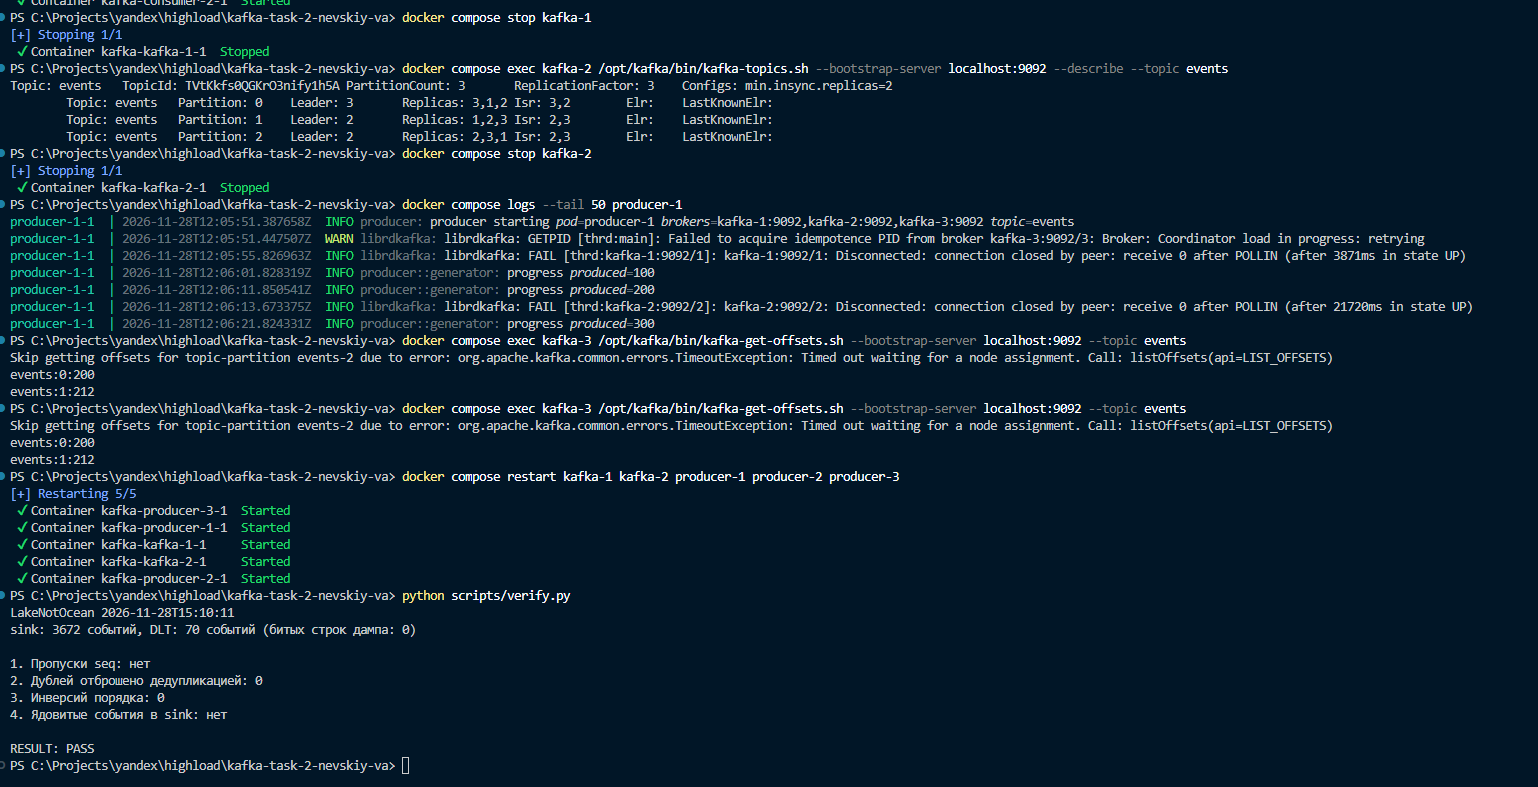 ✓ Container kafka-consumer-2-1  Started
PS C:\Projects\yandex\highload\kafka-task-2-nevskiy-va> docker compose stop kafka-1
[+] Stopping 1/1
✓ Container kafka-kafka-1-1  Stopped
PS C:\Projects\yandex\highload\kafka-task-2-nevskiy-va> docker compose exec kafka-2 /opt/kafka/bin/kafka-topics.sh --bootstrap-server localhost:9092 --describe --topic events
Topic: events   TopicId: TVtKkfs0QGKrO3nify1h5A PartitionCount: 3       ReplicationFactor: 3    Configs: min.insync.replicas=2
Topic: events   Partition: 0    Leader: 3       Replicas: 3,1,2 Isr: 3,2        Elr:    LastKnownElr:
Topic: events   Partition: 1    Leader: 2       Replicas: 1,2,3 Isr: 2,3        Elr:    LastKnownElr:
Topic: events   Partition: 2    Leader: 2       Replicas: 2,3,1 Isr: 2,3        Elr:    LastKnownElr:
PS C:\Projects\yandex\highload\kafka-task-2-nevskiy-va> docker compose stop kafka-2
[+] Stopping 1/1
✓ Container kafka-kafka-2-1  Stopped
PS C:\Projects\yandex\highload\kafka-task-2-nevskiy-va> docker compose logs --tail 50 producer-1
producer-1-1  | 2026-11-28T12:05:51.387658Z  INFO producer: producer starting pod=producer-1 brokers=kafka-1:9092,kafka-2:9092,kafka-3:9092 topic=events
producer-1-1  | 2026-11-28T12:05:51.447507Z  WARN librdkafka: librdkafka: GETPID [thrd:main]: Failed to acquire idempotence PID from broker kafka-3:9092/3: Broker: Coordinator load in progress: retrying
producer-1-1  | 2026-11-28T12:05:55.826963Z  INFO librdkafka: librdkafka: FAIL [thrd:kafka-1:9092/1]: kafka-1:9092/1: Disconnected: connection closed by peer: receive 0 after POLLIN (after 3871ms in state UP)
producer-1-1  | 2026-11-28T12:06:01.828319Z  INFO producer::generator: progress produced=100
producer-1-1  | 2026-11-28T12:06:11.850541Z  INFO producer::generator: progress produced=200
producer-1-1  | 2026-11-28T12:06:13.673375Z  INFO librdkafka: librdkafka: FAIL [thrd:kafka-2:9092/2]: kafka-2:9092/2: Disconnected: connection closed by peer: receive 0 after POLLIN (after 21720ms in state UP)
producer-1-1  | 2026-11-28T12:06:21.824331Z  INFO producer::generator: progress produced=300
PS C:\Projects\yandex\highload\kafka-task-2-nevskiy-va> docker compose exec kafka-3 /opt/kafka/bin/kafka-get-offsets.sh --bootstrap-server localhost:9092 --topic events
Skip getting offsets for topic-partition events-2 due to error: org.apache.kafka.common.errors.TimeoutException: Timed out waiting for a node assignment. Call: listOffsets(api=LIST_OFFSETS)
events:0:200
events:1:212
PS C:\Projects\yandex\highload\kafka-task-2-nevskiy-va> docker compose exec kafka-3 /opt/kafka/bin/kafka-get-offsets.sh --bootstrap-server localhost:9092 --topic events
Skip getting offsets for topic-partition events-2 due to error: org.apache.kafka.common.errors.TimeoutException: Timed out waiting for a node assignment. Call: listOffsets(api=LIST_OFFSETS)
events:0:200
events:1:212
PS C:\Projects\yandex\highload\kafka-task-2-nevskiy-va> docker compose restart kafka-1 kafka-2 producer-1 producer-2 producer-3
[+] Restarting 5/5
✓ Container kafka-producer-3-1  Started
✓ Container kafka-producer-1-1  Started
✓ Container kafka-kafka-1-1     Started
✓ Container kafka-kafka-2-1     Started
✓ Container kafka-producer-2-1  Started
PS C:\Projects\yandex\highload\kafka-task-2-nevskiy-va> python scripts/verify.py
LakeNotOcean 2026-11-28T15:10:11
sink: 3672 событий, DLT: 70 событий (битых строк дампа: 0)
1. Пропуски seq: нет
2. Дублей отброшено дедупликацией: 0
3. Инверсий порядка: 0
4. Ядовитые события в sink: нет
RESULT: PASS
PS C:\Projects\yandex\highload\kafka-task-2-nevskiy-va>